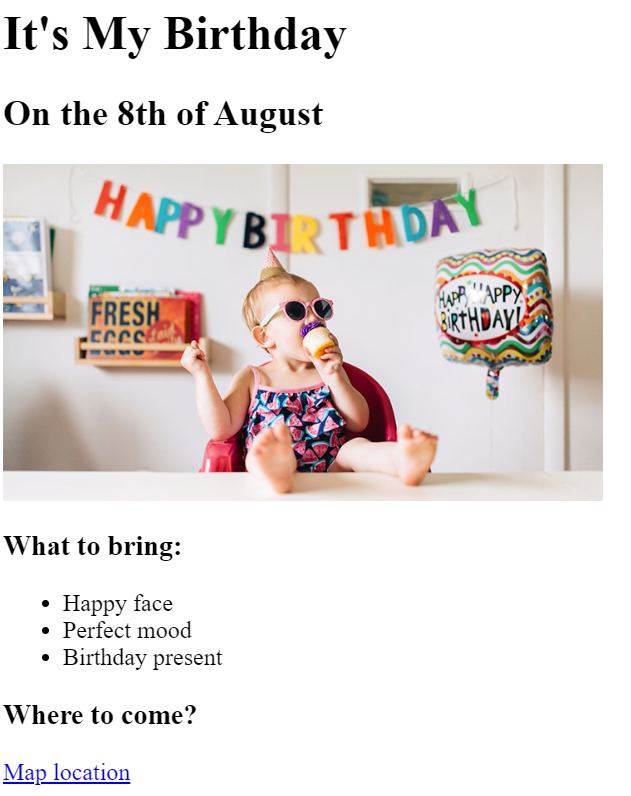 It's My Birthday
On the 8th of August
HAPPY BIRTHDAY
HAPPY HAPPY
BiRTHDAY!
FRESH
EGGS
What to bring:
Happy face
Perfect mood
Birthday present
Where to come?
Map location